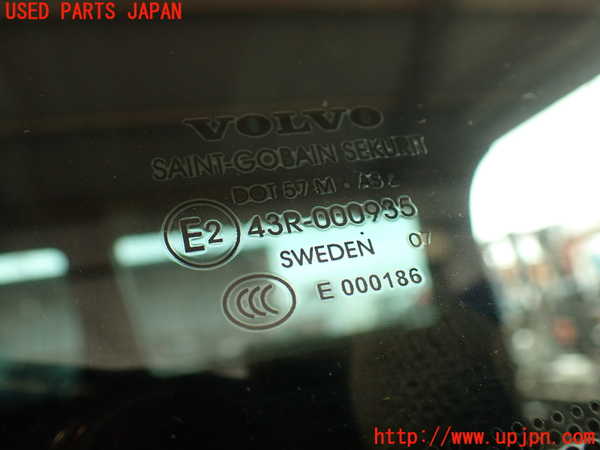 USED PARTS JAPAN
VOLVO
SAINT-GOBAIN SEKURIT
DOT 57 M
E2 43R-000935
SWEDEN 07
CCC E 000186
http://www.upjpn.com/